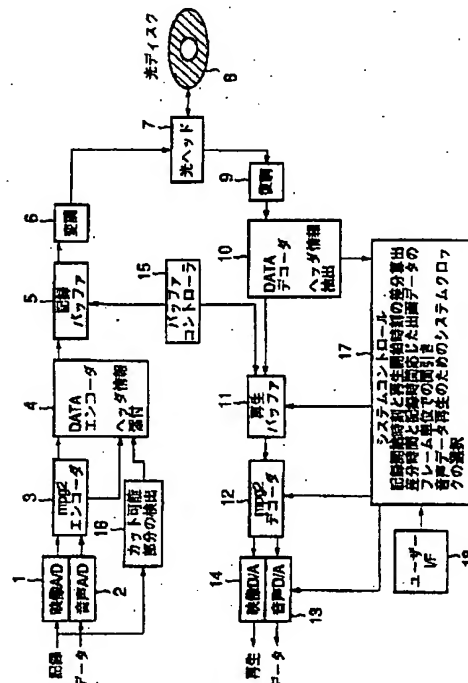 記録
データ
1
映像A/D
音声A/D
2
3
mpg2
エンコーダ
16
カット可能
部分の検出
4
DATA
エンコーダ
ヘッダ情報
添付
5
記録
バッファ
6
変調
7
光ヘッド
光ディスク
8
9
復調
10
DATA
デコーダ
ヘッダ情報
抽出
15
バッファ
コントローラ
11
再生
バッファ
12
mpg2
デコーダ
14
映像D/A
音声D/A
13
再生
データ
17
システムコントロール
記録開始時刻と再生開始時刻の差分算出
差分時間と記録時間応じた出画データの
フレーム単位での間引き
音声データ再生のためのシステムクロッ
クの選択
ユーザー
I/F